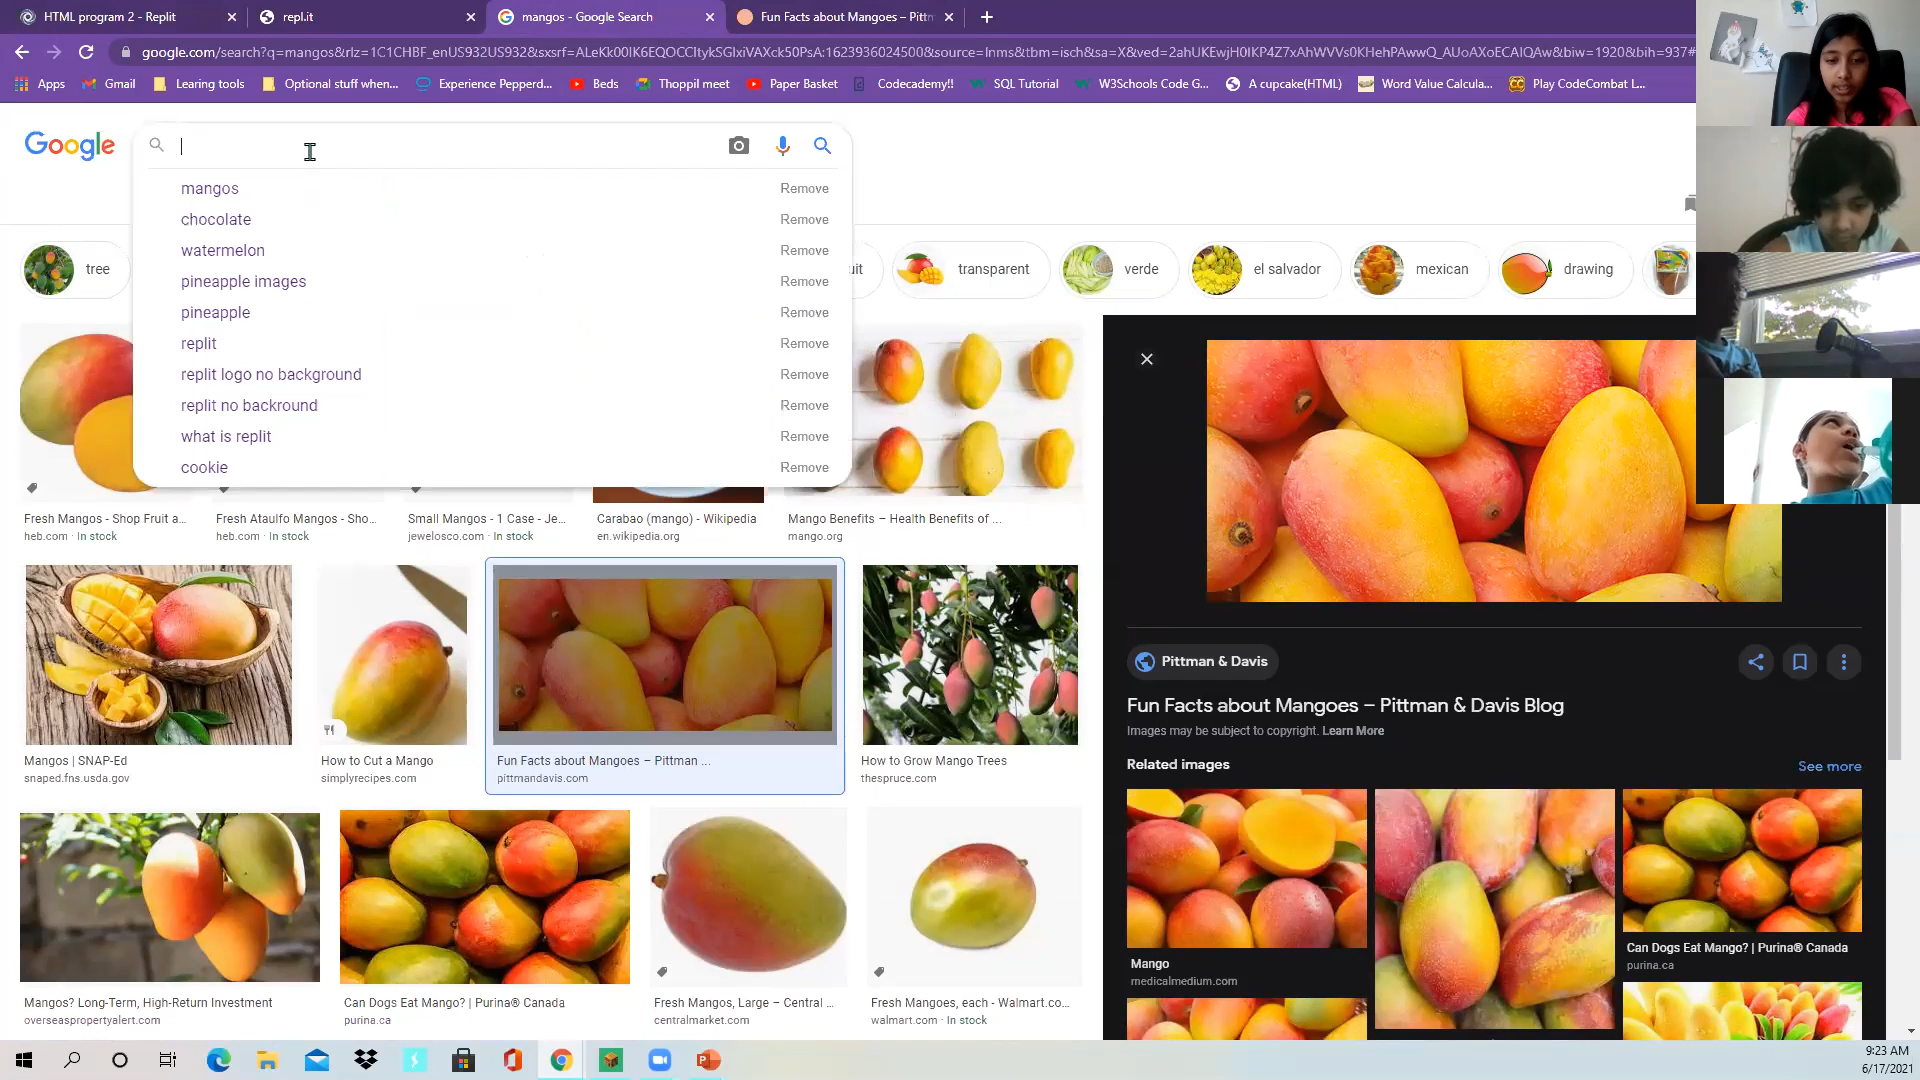 HTML program 2 - Replit
repl.it
mangos - Google Search
Fun Facts about Mangoes – Pittm
google.com/search?q=mangos&rlz=1C1CHBF_enUS932US932&sxsrf=ALeKk00IK6EQOCCItykSGIxiVAXck50PsA:1623936024500&source=lnms&tbm=isch&sa=X&ved=2ahUKEwjH0IKP4Z7xAhWVVs0KHehPAwwQ_AUoAXoECAIQAw&biw=1920&bih=937#
Apps
Gmail
Learing tools
Optional stuff when...
Experience Pepperd...
Beds
Thoppil meet
Paper Basket
Codecademy!!
SQL Tutorial
W3Schools Code G...
A cupcake(HTML)
Word Value Calcula...
Play CodeCombat L...
Google
mangos Remove
chocolate Remove
watermelon Remove
pineapple images Remove
pineapple Remove
replit Remove
replit logo no background Remove
replit no backround Remove
what is replit Remove
cookie Remove
tree
uit
transparent
verde
el salvador
mexican
drawing
Fresh Mangos - Shop Fruit a...
heb.com · In stock
Fresh Ataulfo Mangos - Sho...
heb.com · In stock
Small Mangos - 1 Case - Je...
jewelosco.com · In stock
Carabao (mango) - Wikipedia
en.wikipedia.org
Mango Benefits – Health Benefits of ...
mango.org
Mangos | SNAP-Ed
snaped.fns.usda.gov
How to Cut a Mango
simplyrecipes.com
Fun Facts about Mangoes – Pittman ...
pittmandavis.com
How to Grow Mango Trees
thespruce.com
Mangos? Long-Term, High-Return Investment
overseaspropertyalert.com
Can Dogs Eat Mango? | Purina® Canada
purina.ca
Fresh Mangos, Large – Central ...
centralmarket.com
Fresh Mangoes, each - Walmart.co...
walmart.com · In stock
Pittman & Davis
Fun Facts about Mangoes – Pittman & Davis Blog
Images may be subject to copyright. Learn More
Related images
See more
Mango
medicalmedium.com
Can Dogs Eat Mango? | Purina® Canada
purina.ca
9:23 AM
6/17/2021